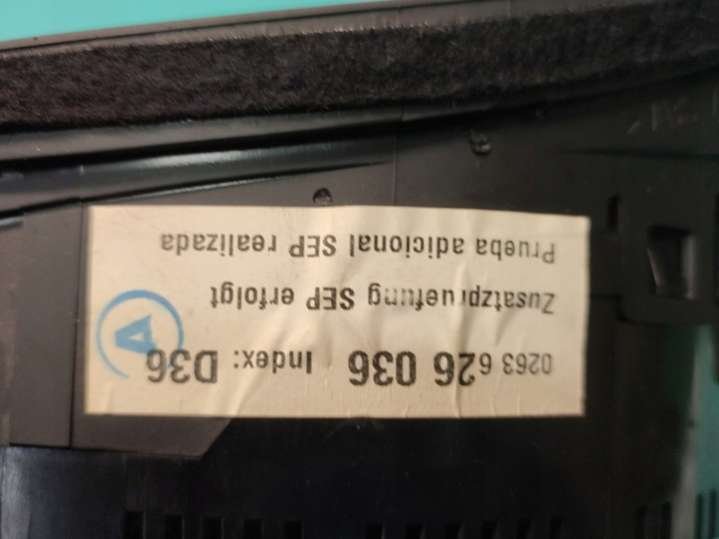 0263 626 036 Index: D36
Zusatzpruefung SEP erfolgt
Prueba adicional SEP realizada
A